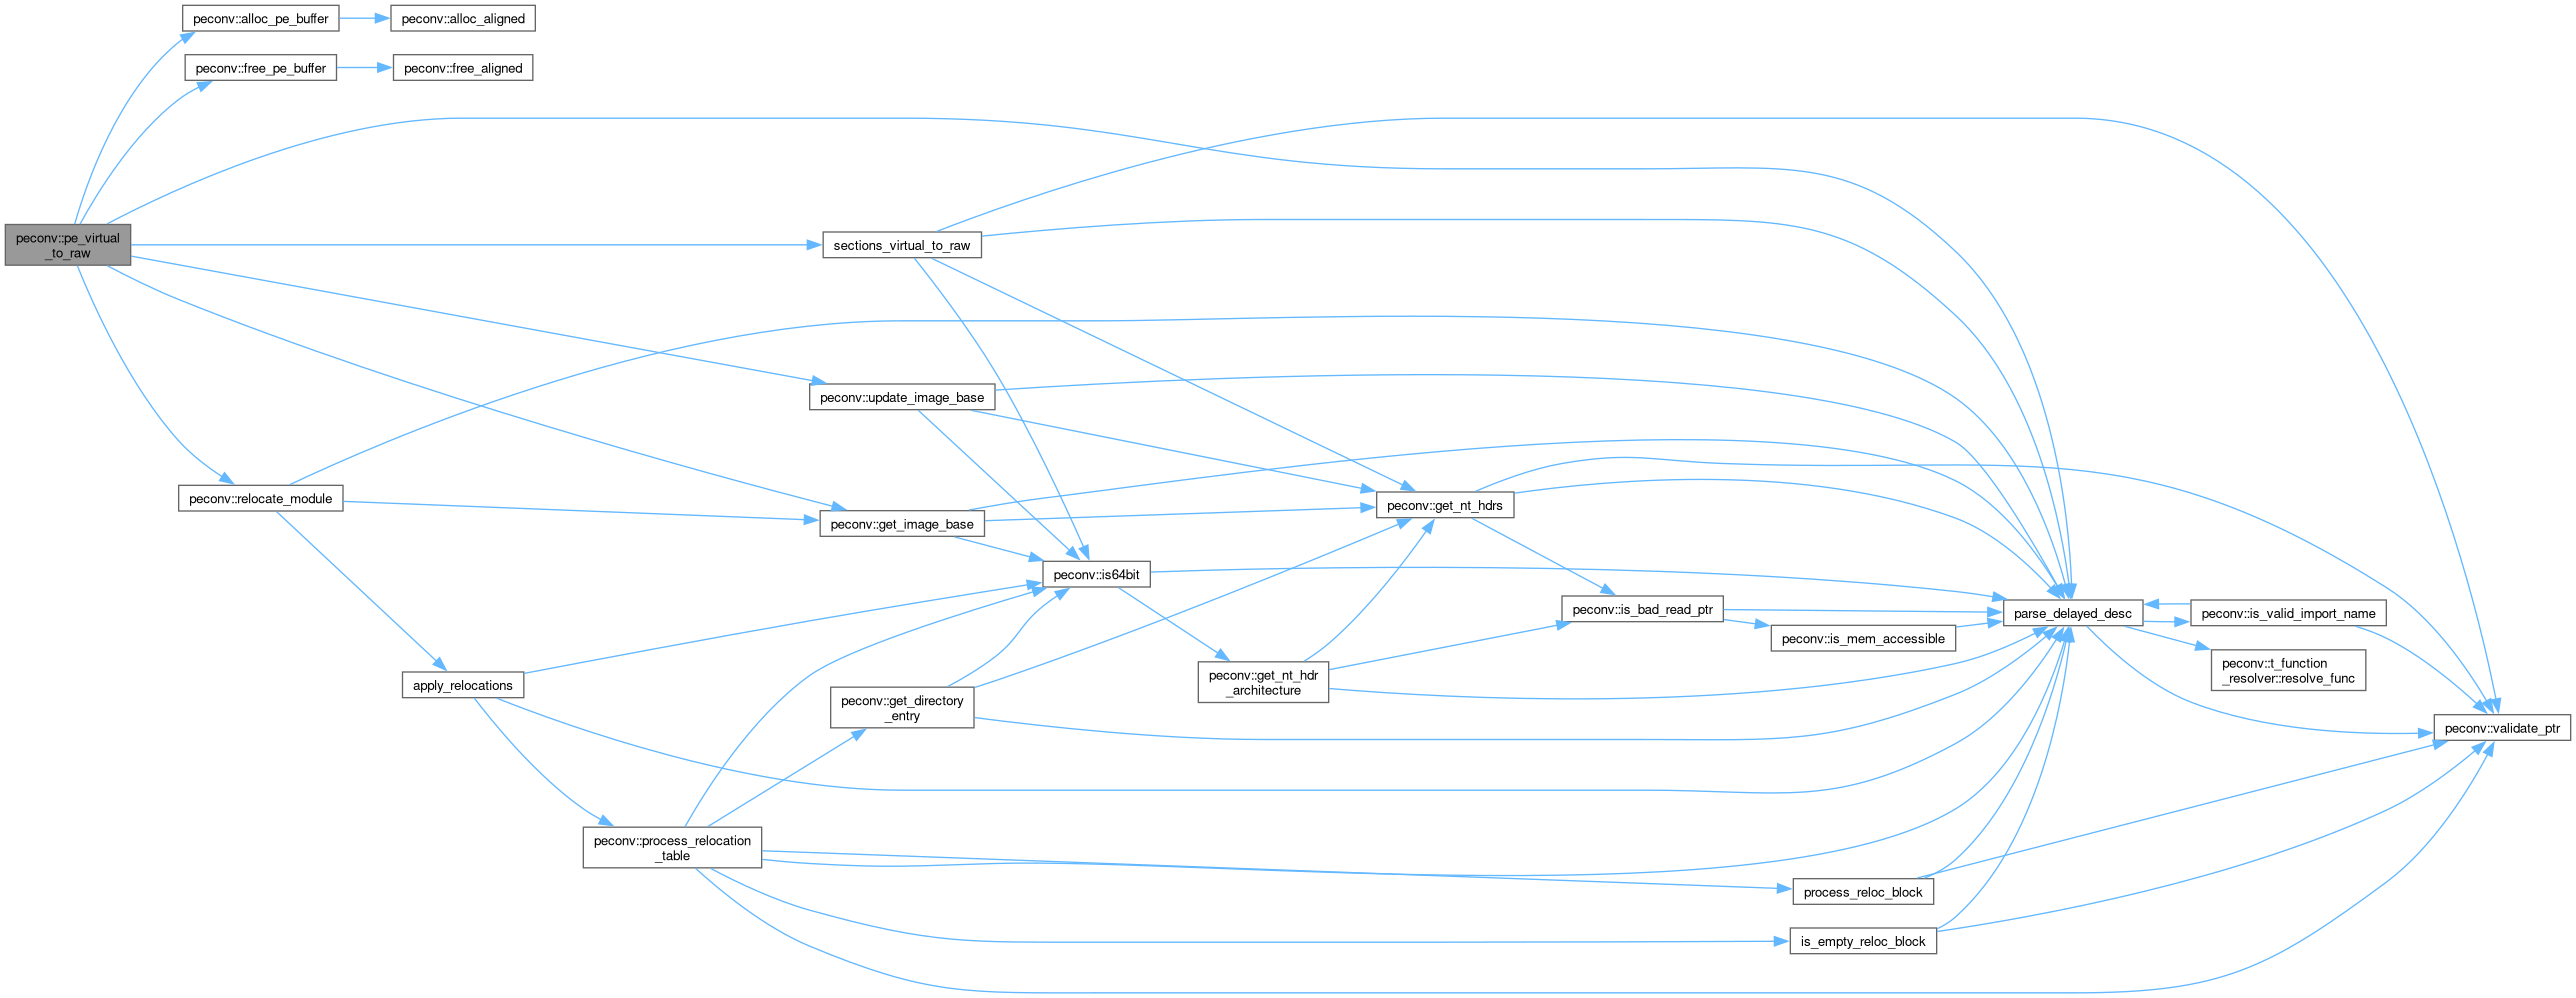 peconv::alloc_pe_buffer
peconv::alloc_aligned
peconv::free_pe_buffer
peconv::free_aligned
peconv::pe_virtual
_to_raw
sections_virtual_to_raw
peconv::update_image_base
peconv::relocate_module
peconv::get_image_base
peconv::get_nt_hdrs
peconv::is64bit
peconv::is_bad_read_ptr
peconv::is_mem_accessible
parse_delayed_desc
peconv::is_valid_import_name
peconv::t_function
_resolver::resolve_func
apply_relocations
peconv::get_directory
_entry
peconv::get_nt_hdr
_architecture
peconv::validate_ptr
peconv::process_relocation
_table
process_reloc_block
is_empty_reloc_block